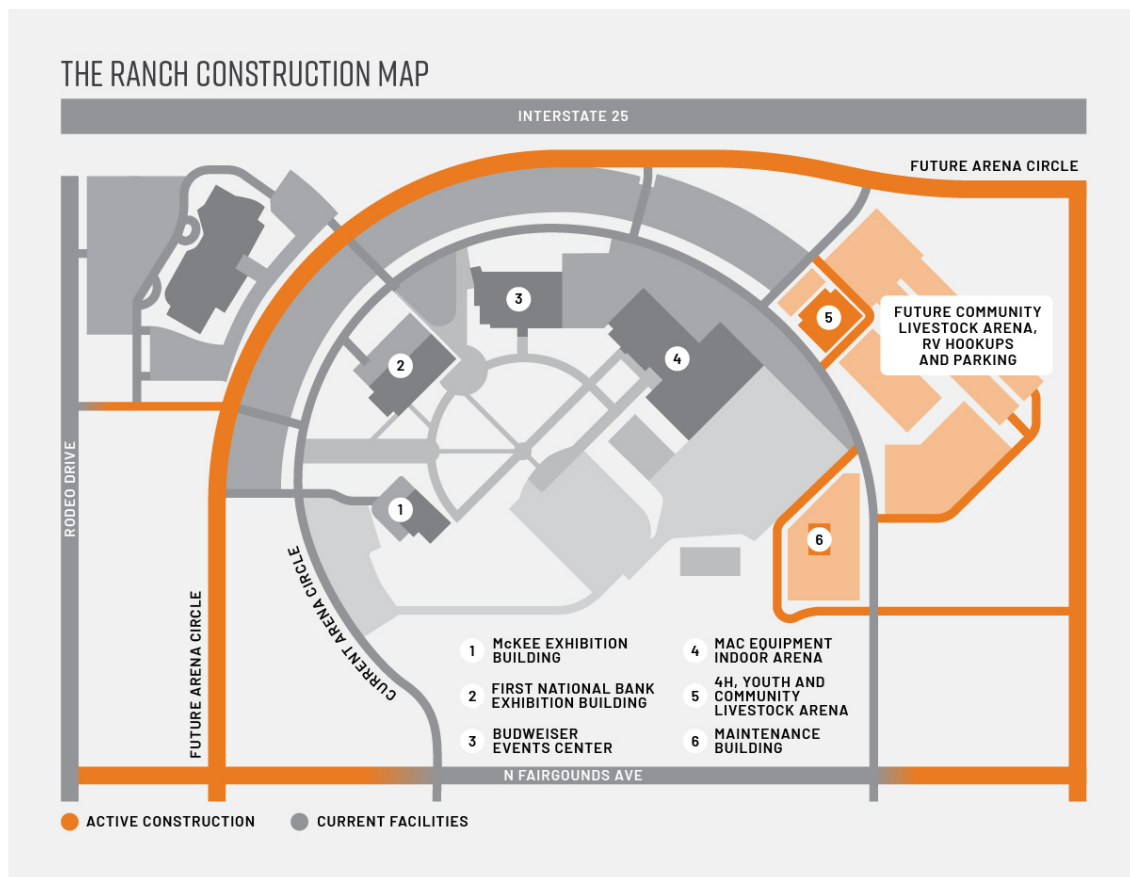 THE RANCH CONSTRUCTION MAP
INTERSTATE 25
FUTURE ARENA CIRCLE
3
5
FUTURE COMMUNITY
LIVESTOCK ARENA,
RV HOOKUPS
AND PARKING
2
4
RODEO DRIVE
1
6
CURRENT ARENA CIRCLE
FUTURE ARENA CIRCLE
1 McKEE EXHIBITION
BUILDING
2 FIRST NATIONAL BANK
EXHIBITION BUILDING
3 BUDWEISER
EVENTS CENTER
4 MAC EQUIPMENT
INDOOR ARENA
5 4H, YOUTH AND
COMMUNITY
LIVESTOCK ARENA
6 MAINTENANCE
BUILDING
N FAIRGOUNDS AVE
ACTIVE CONSTRUCTION
CURRENT FACILITIES